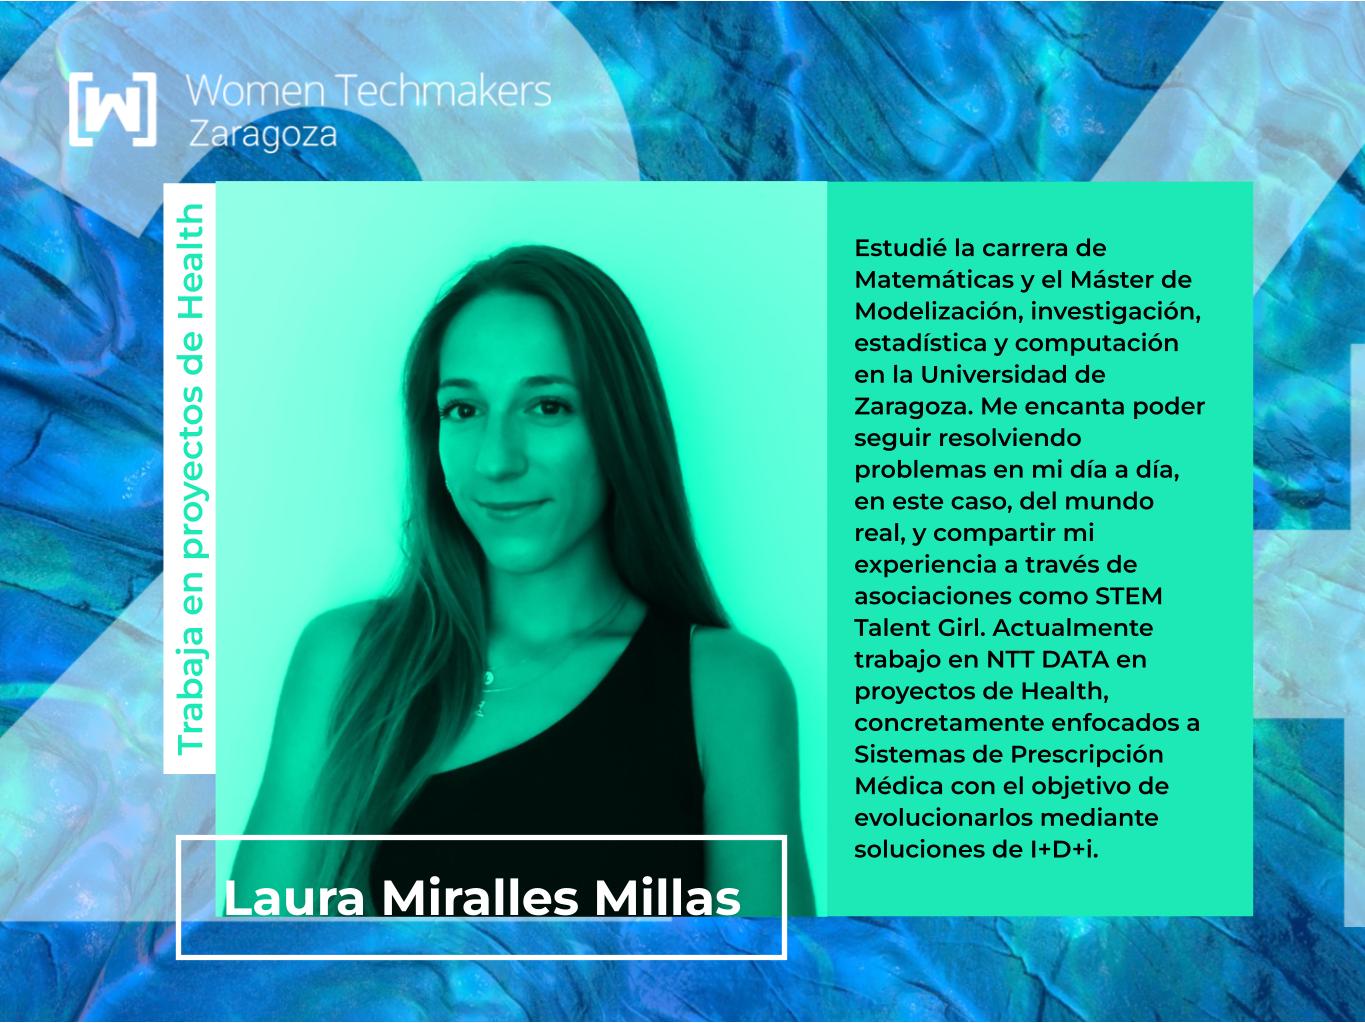 Women Techmakers
Zaragoza
Trabaja en proyectos de Health
Estudié la carrera de
Matemáticas y el Máster de
Modelización, investigación,
estadística y computación
en la Universidad de
Zaragoza. Me encanta poder
seguir resolviendo
problemas en mi día a día,
en este caso, del mundo
real, y compartir mi
experiencia a través de
asociaciones como STEM
Talent Girl. Actualmente
trabajo en NTT DATA en
proyectos de Health,
concretamente enfocados a
Sistemas de Prescripción
Médica con el objetivo de
evolucionarlos mediante
soluciones de I+D+i.
Laura Miralles Millas